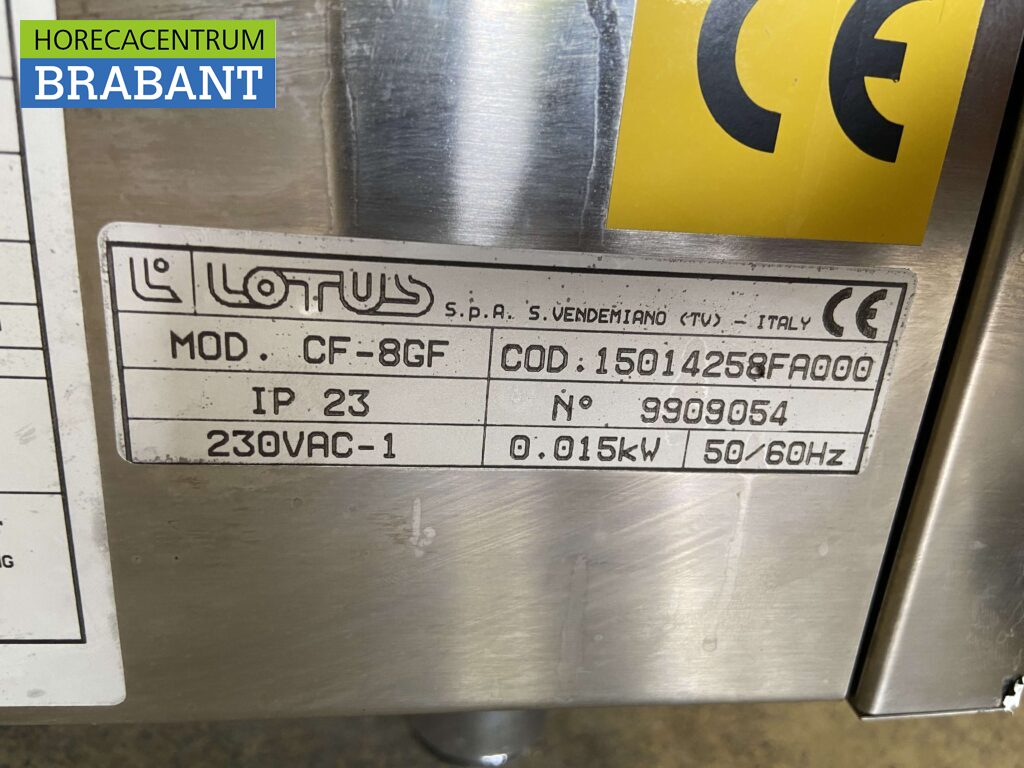 HORECACENTRUM
BRABANT
CE
LOTUS S.p.A. S.VENDEMIANO (TV) - ITALY CE
MOD. CF-8GF COD:15014258FA000
IP 23 N° 9909054
230VAC-1 0.015kW 50/60Hz